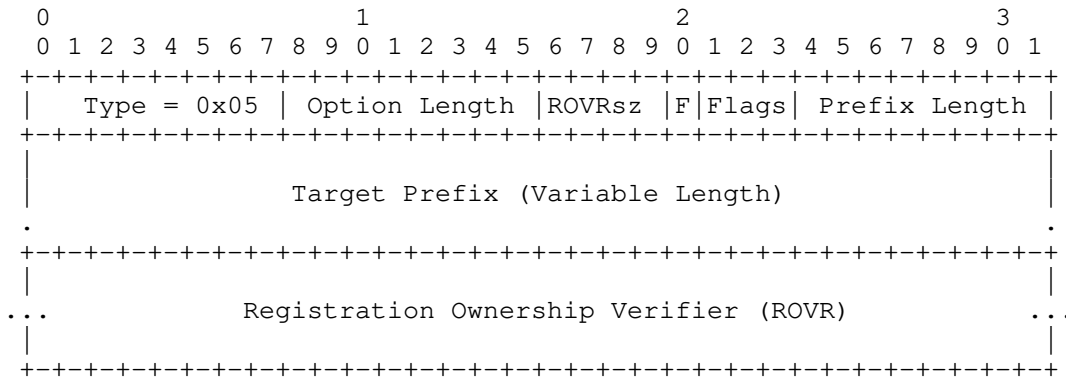 0                   1                   2                   3
 0 1 2 3 4 5 6 7 8 9 0 1 2 3 4 5 6 7 8 9 0 1 2 3 4 5 6 7 8 9 0 1
+-+-+-+-+-+-+-+-+-+-+-+-+-+-+-+-+-+-+-+-+-+-+-+-+-+-+-+-+-+-+-+-+
|   Type = 0x05 | Option Length |ROVRsz |F|Flags| Prefix Length |
+-+-+-+-+-+-+-+-+-+-+-+-+-+-+-+-+-+-+-+-+-+-+-+-+-+-+-+-+-+-+-+-+
|                                                               |
|                Target Prefix (Variable Length)                |
.                                                               .
+-+-+-+-+-+-+-+-+-+-+-+-+-+-+-+-+-+-+-+-+-+-+-+-+-+-+-+-+-+-+-+-+
|                                                               |
...            Registration Ownership Verifier (ROVR)           ...
|                                                               |
+-+-+-+-+-+-+-+-+-+-+-+-+-+-+-+-+-+-+-+-+-+-+-+-+-+-+-+-+-+-+-+-+